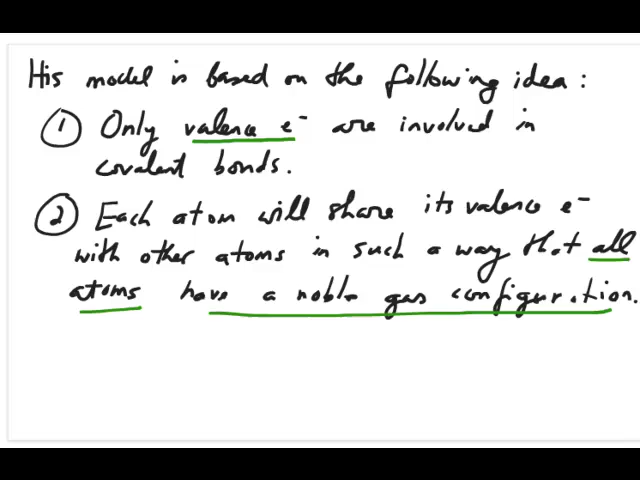 His model is based on the following idea:
① Only valence e⁻ are involved in
covalent bonds.
② Each atom will share its valence e⁻
with other atoms in such a way that all
atoms have a noble gas configuration.